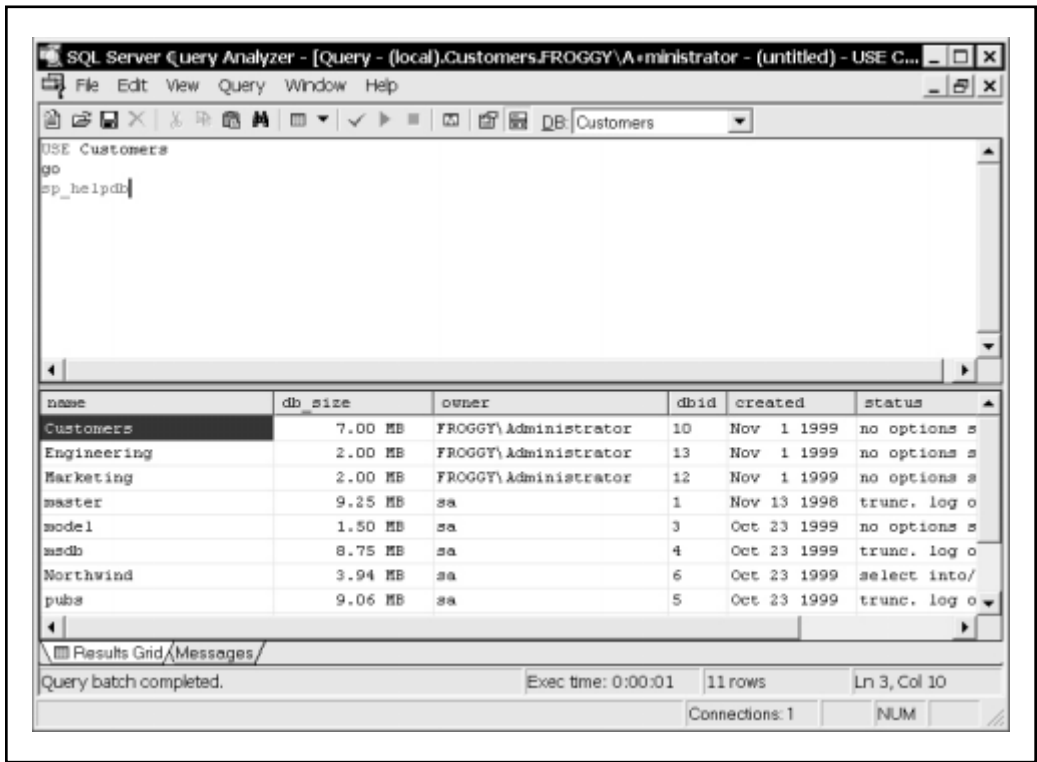 SQL Server Query Analyzer - [Query - (local).Customers.FROGGY\A•ministrator - (untitled) - USE C...
File Edit View Query Window Help
DB: Customers
USE Customers
go
sp_helpdb
name db_size owner dbid created status
Customers 7.00 MB FROGGY\Administrator 10 Nov 1 1999 no options s
Engineering 2.00 MB FROGGY\Administrator 13 Nov 1 1999 no options s
Marketing 2.00 MB FROGGY\Administrator 12 Nov 1 1999 no options s
master 9.25 MB sa 1 Nov 13 1998 trunc. log o
model 1.50 MB sa 3 Oct 23 1999 no options s
msdb 8.75 MB sa 4 Oct 23 1999 trunc. log o
Northwind 3.94 MB sa 6 Oct 23 1999 select into/
pubs 9.06 MB sa 5 Oct 23 1999 trunc. log o
Results Grid Messages
Query batch completed. Exec time: 0:00:01 11 rows Ln 3, Col 10
Connections: 1 NUM